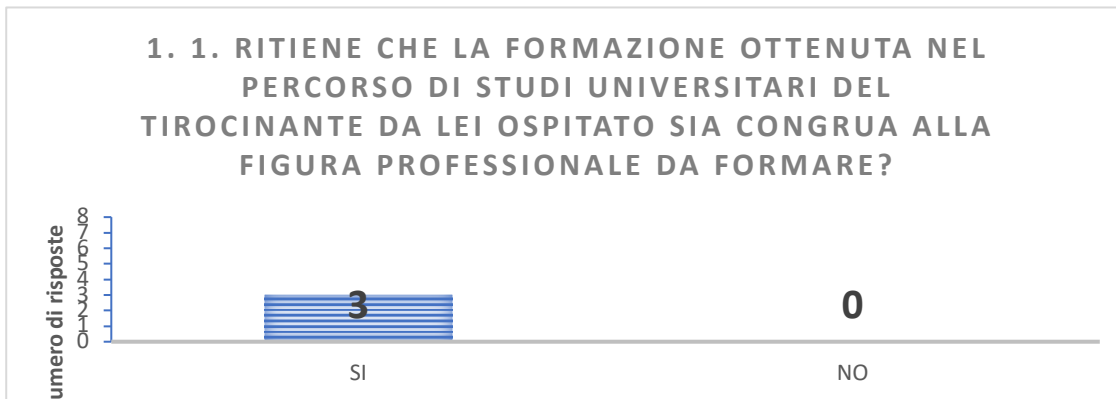 1. 1. RITIENE CHE LA FORMAZIONE OTTENUTA NEL
PERCORSO DI STUDI UNIVERSITARI DEL
TIROCINANTE DA LEI OSPITATO SIA CONGRUA ALLA
FIGURA PROFESSIONALE DA FORMARE?
umero di risposte
8
7
6
5
4
3
2
1
0
3
0
SI
NO